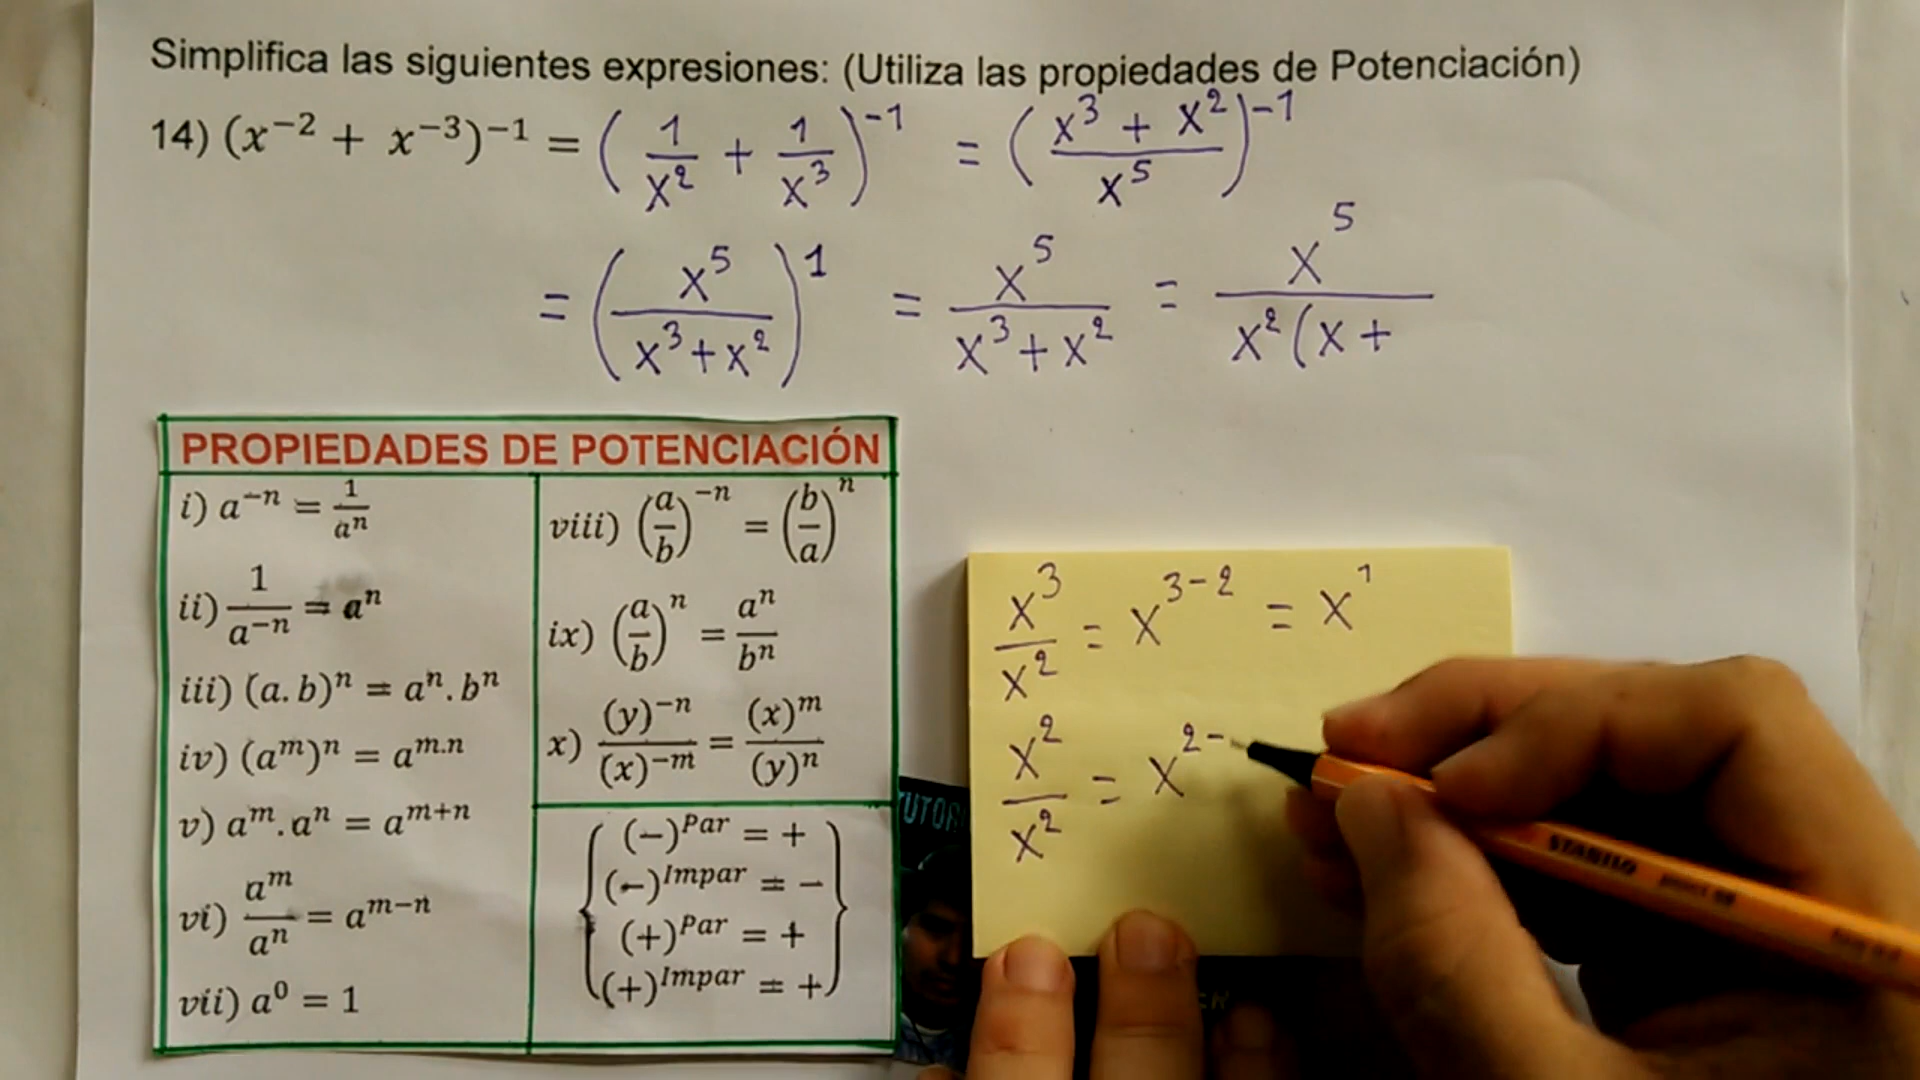 Simplifica las siguientes expresiones: (Utiliza las propiedades de Potenciación)
14) (x⁻² + x⁻³)⁻¹ = (1/x² + 1/x³)⁻¹ = ((x³ + x²)/x⁵)⁻¹
= (x⁵/(x³+x²))¹ = x⁵/(x³+x²) = x⁵/x²(x +
PROPIEDADES DE POTENCIACIÓN
i) a⁻ⁿ = 1/aⁿ
ii) 1/a⁻ⁿ = aⁿ
iii) (a.b)ⁿ = aⁿ.bⁿ
iv) (aᵐ)ⁿ = aᵐ·ⁿ
v) aᵐ.aⁿ = aᵐ⁺ⁿ
vi) aᵐ/aⁿ = aᵐ⁻ⁿ
vii) a⁰ = 1
viii) (a/b)⁻ⁿ = (b/a)ⁿ
ix) (a/b)ⁿ = aⁿ/bⁿ
x) (y)⁻ⁿ/(x)⁻ᵐ = (x)ᵐ/(y)ⁿ
(−)^Par = +
(−)^Impar = −
(+)^Par = +
(+)^Impar = +
x³/x² = x³⁻² = x¹
x²/x² = x²⁻
TUTOR
STABILO